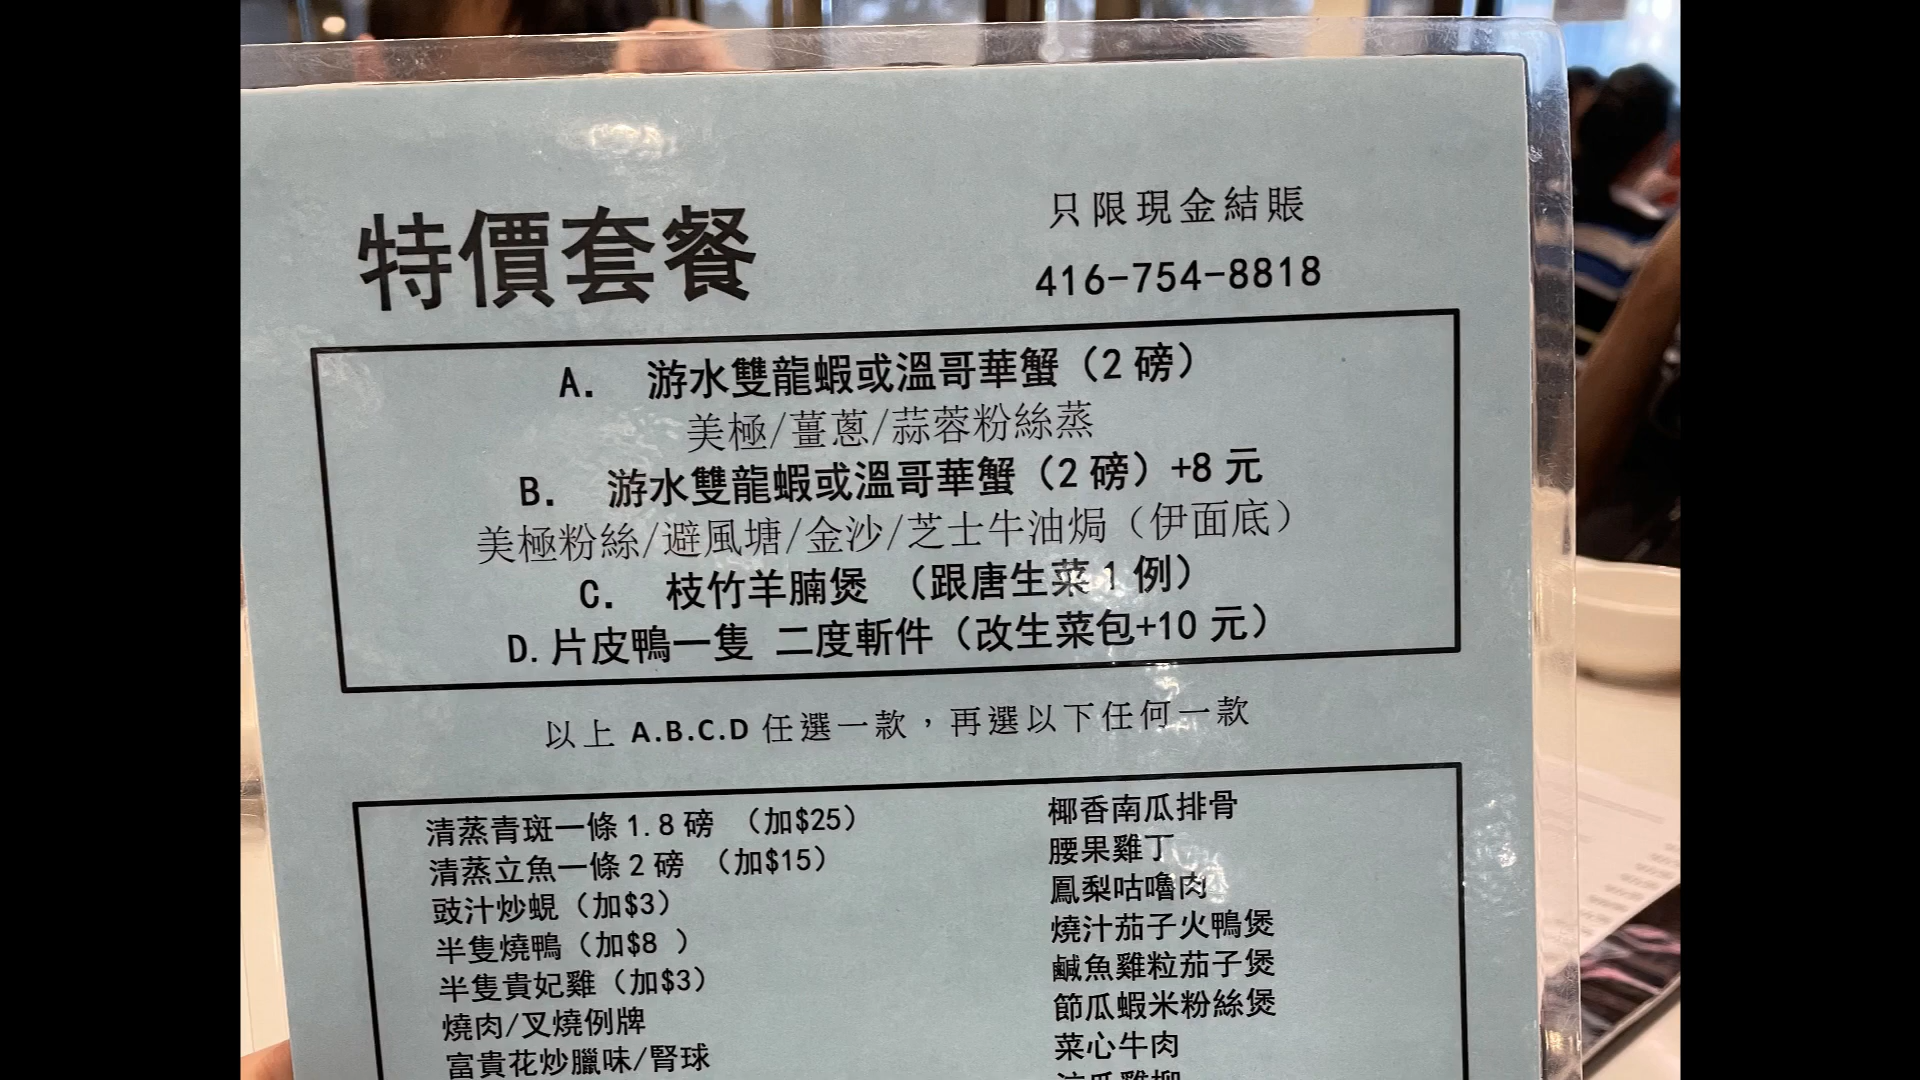 特價套餐
只限現金結賬
416-754-8818
A. 游水雙龍蝦或溫哥華蟹（2 磅）
美極/薑蔥/蒜蓉粉絲蒸
B. 游水雙龍蝦或溫哥華蟹（2 磅）+8 元
美極粉絲/避風塘/金沙/芝士牛油焗（伊面底）
C. 枝竹羊腩煲 （跟唐生菜 1 例）
D. 片皮鴨一隻 二度斬件（改生菜包+10 元）
以上 A.B.C.D 任選一款，再選以下任何一款
清蒸青斑一條 1.8 磅 （加$25）
清蒸立魚一條 2 磅 （加$15）
豉汁炒蜆（加$3）
半隻燒鴨（加$8 ）
半隻貴妃雞（加$3）
燒肉/叉燒例牌
富貴花炒臘味/腎球
椰香南瓜排骨
腰果雞丁
鳳梨咕嚕肉
燒汁茄子火鴨煲
鹹魚雞粒茄子煲
節瓜蝦米粉絲煲
菜心牛肉